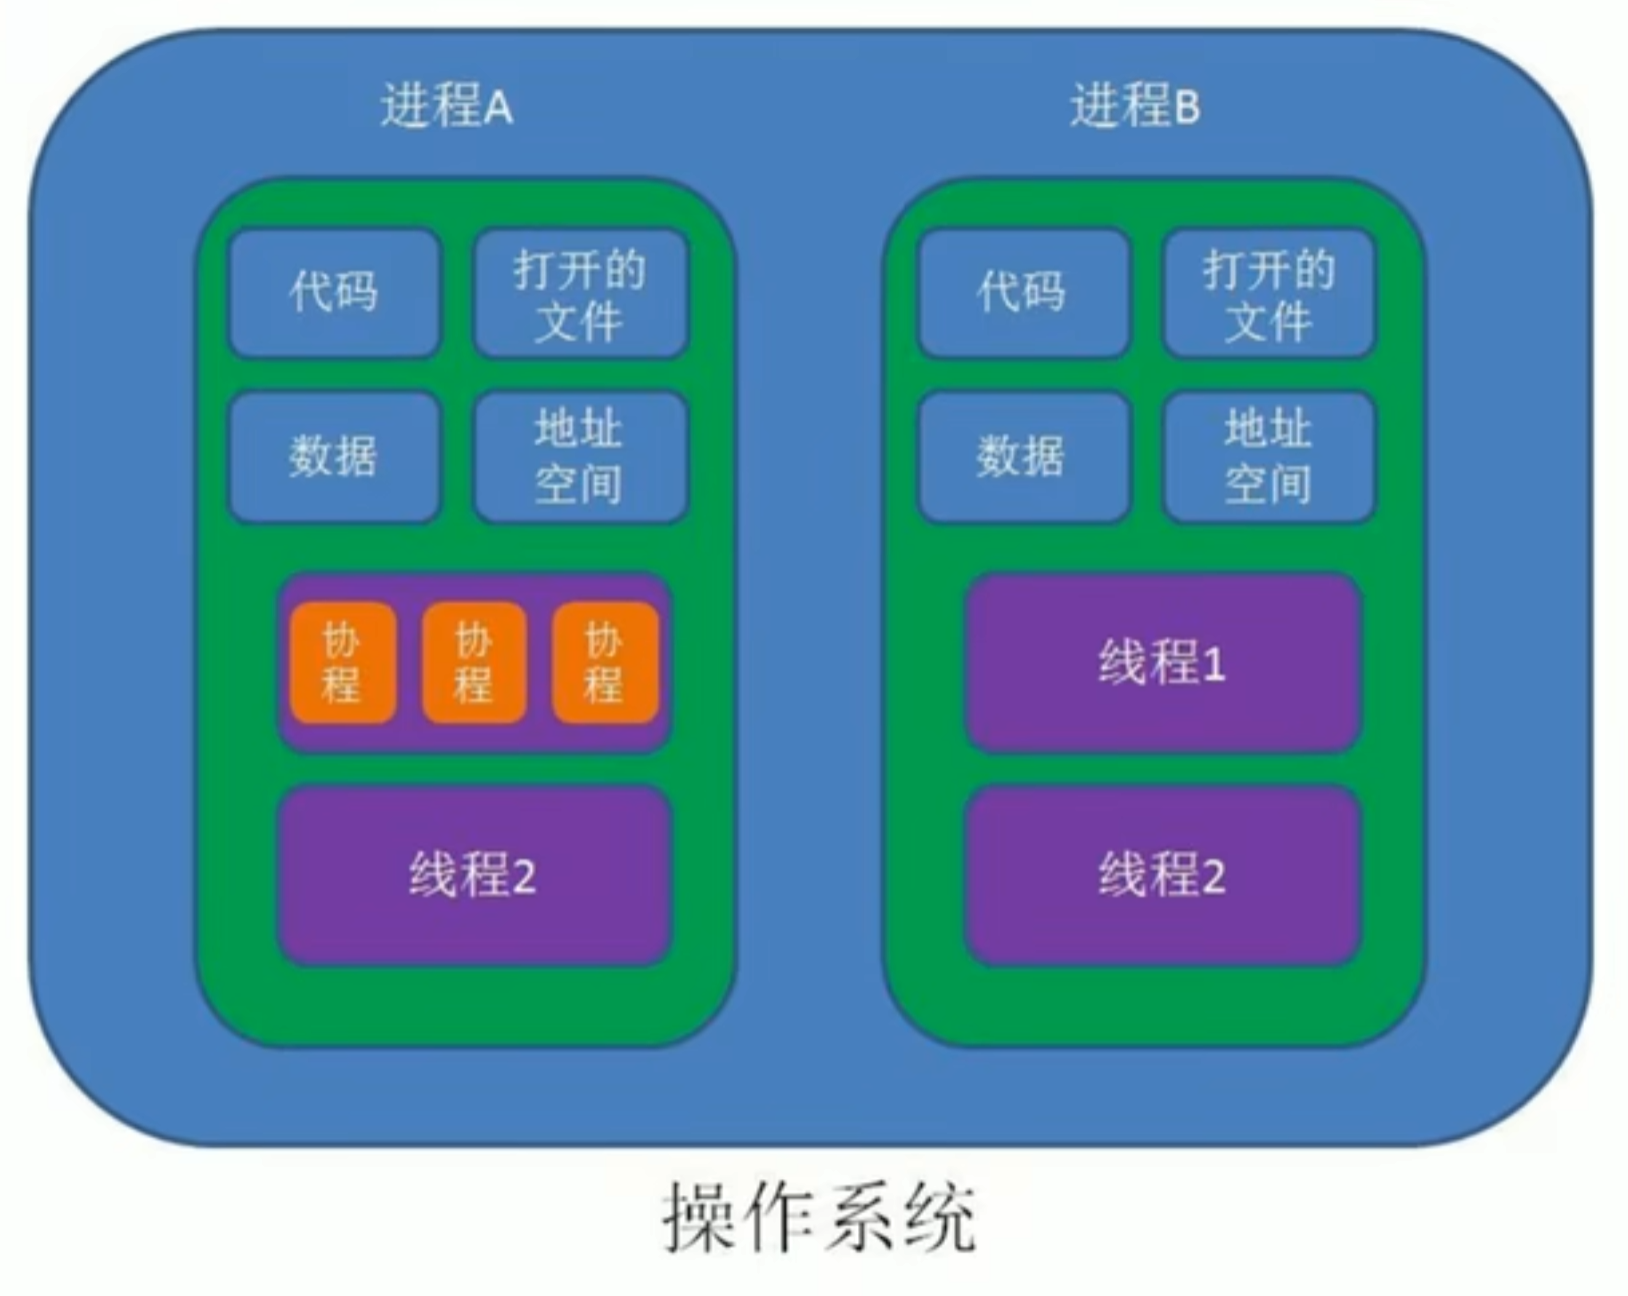 进程A
进程B
代码
打开的
文件
代码
打开的
文件
数据
地址
空间
数据
地址
空间
协
程
协
程
协
程
线程1
线程2
线程2
操作系统